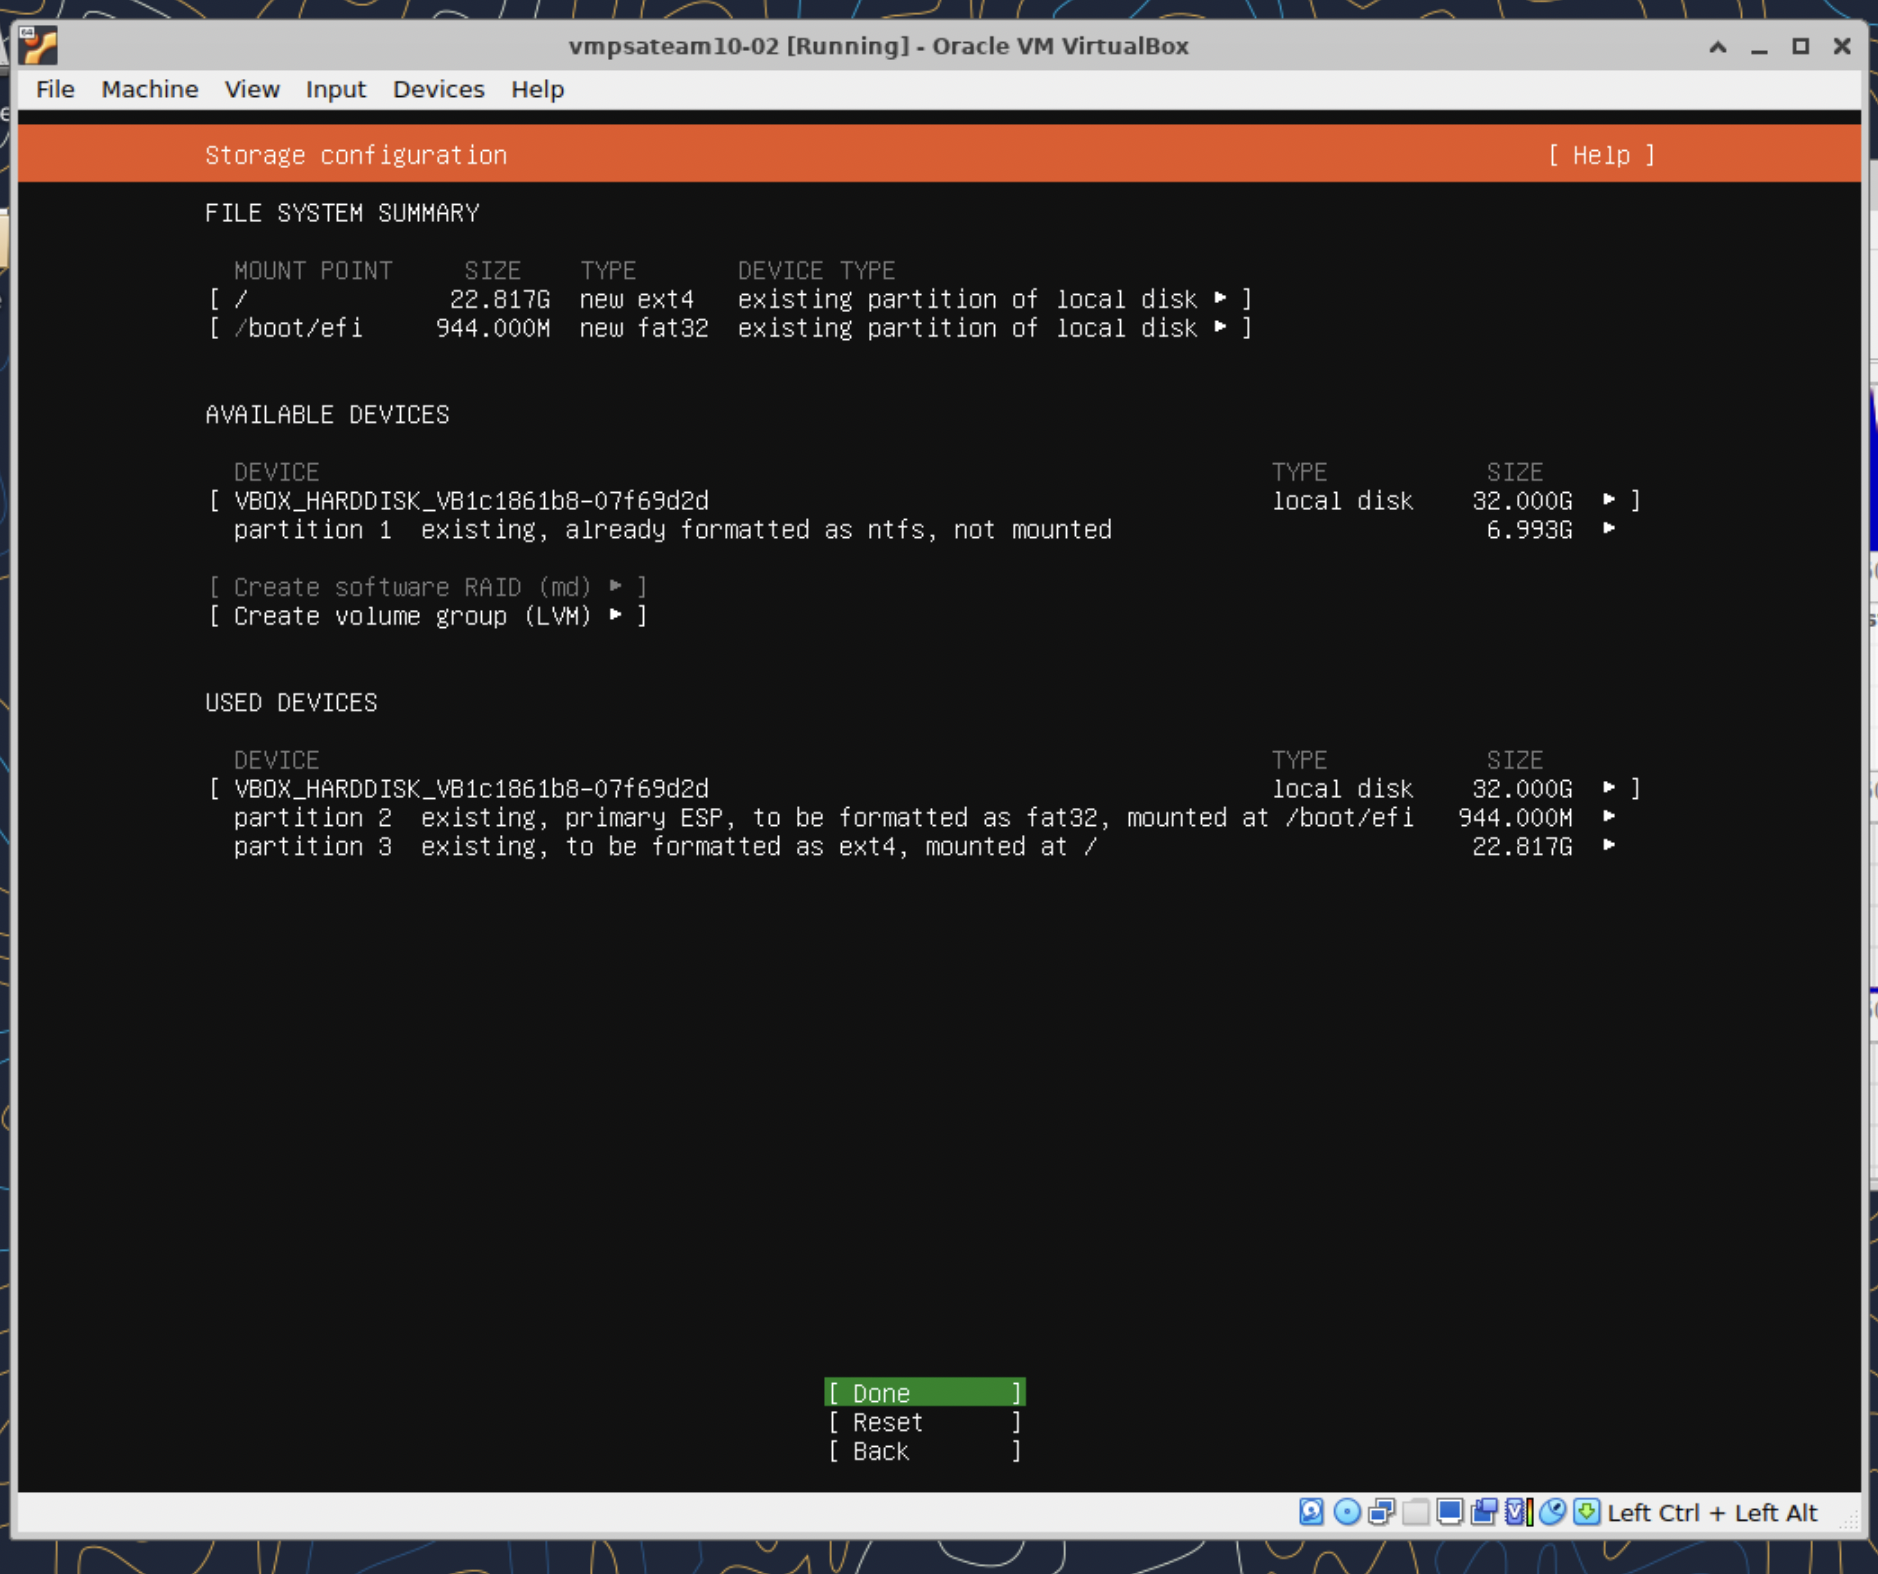 vmpsateam10-02 [Running] - Oracle VM VirtualBox
File Machine View Input Devices Help
Storage configuration [ Help ]
FILE SYSTEM SUMMARY
MOUNT POINT SIZE TYPE DEVICE TYPE
[ / 22.817G new ext4 existing partition of local disk ▸ ]
[ /boot/efi 944.000M new fat32 existing partition of local disk ▸ ]
AVAILABLE DEVICES
DEVICE TYPE SIZE
[ VBOX_HARDDISK_VB1c1861b8-07f69d2d local disk 32.000G ▸ ]
partition 1 existing, already formatted as ntfs, not mounted 6.993G ▸
[ Create software RAID (md) ▸ ]
[ Create volume group (LVM) ▸ ]
USED DEVICES
DEVICE TYPE SIZE
[ VBOX_HARDDISK_VB1c1861b8-07f69d2d local disk 32.000G ▸ ]
partition 2 existing, primary ESP, to be formatted as fat32, mounted at /boot/efi 944.000M ▸
partition 3 existing, to be formatted as ext4, mounted at / 22.817G ▸
[ Done ]
[ Reset ]
[ Back ]
Left Ctrl + Left Alt